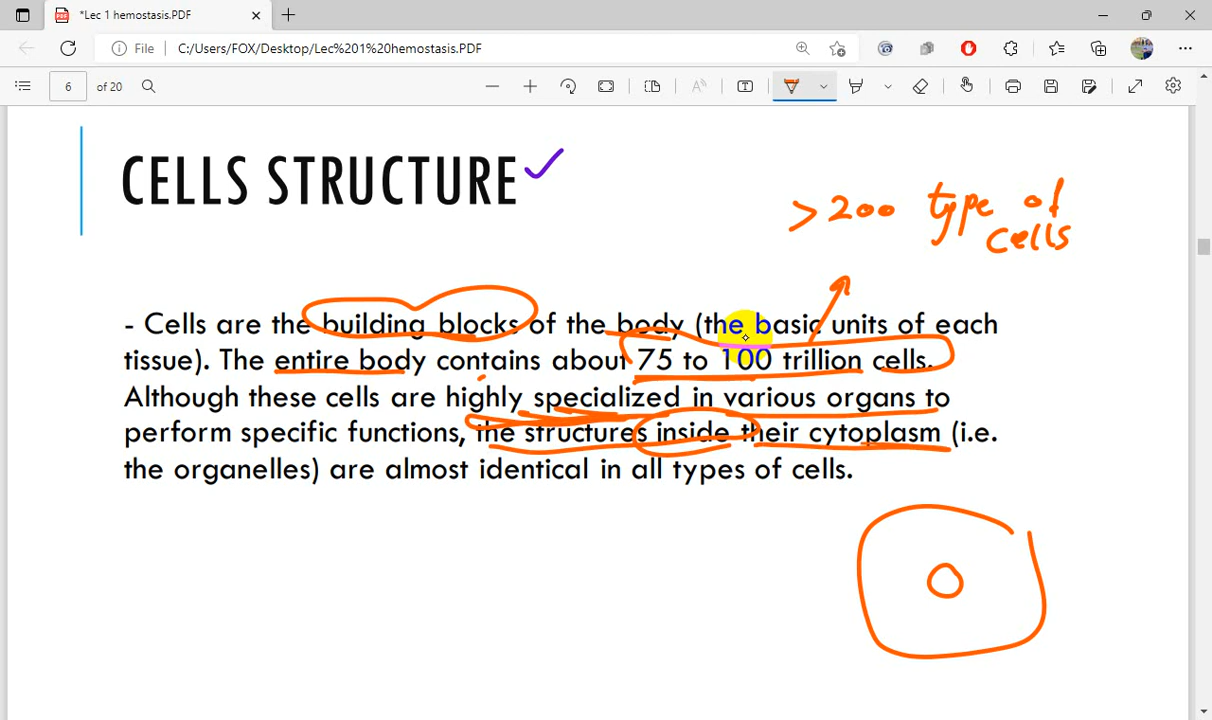 *Lec 1 hemostasis.PDF
File C:/Users/FOX/Desktop/Lec%201%20hemostasis.PDF
6 of 20
CELLS STRUCTURE
>200 type of
cells
- Cells are the building blocks of the body (the basic units of each
tissue). The entire body contains about 75 to 100 trillion cells.
Although these cells are highly specialized in various organs to
perform specific functions, the structures inside their cytoplasm (i.e.
the organelles) are almost identical in all types of cells.